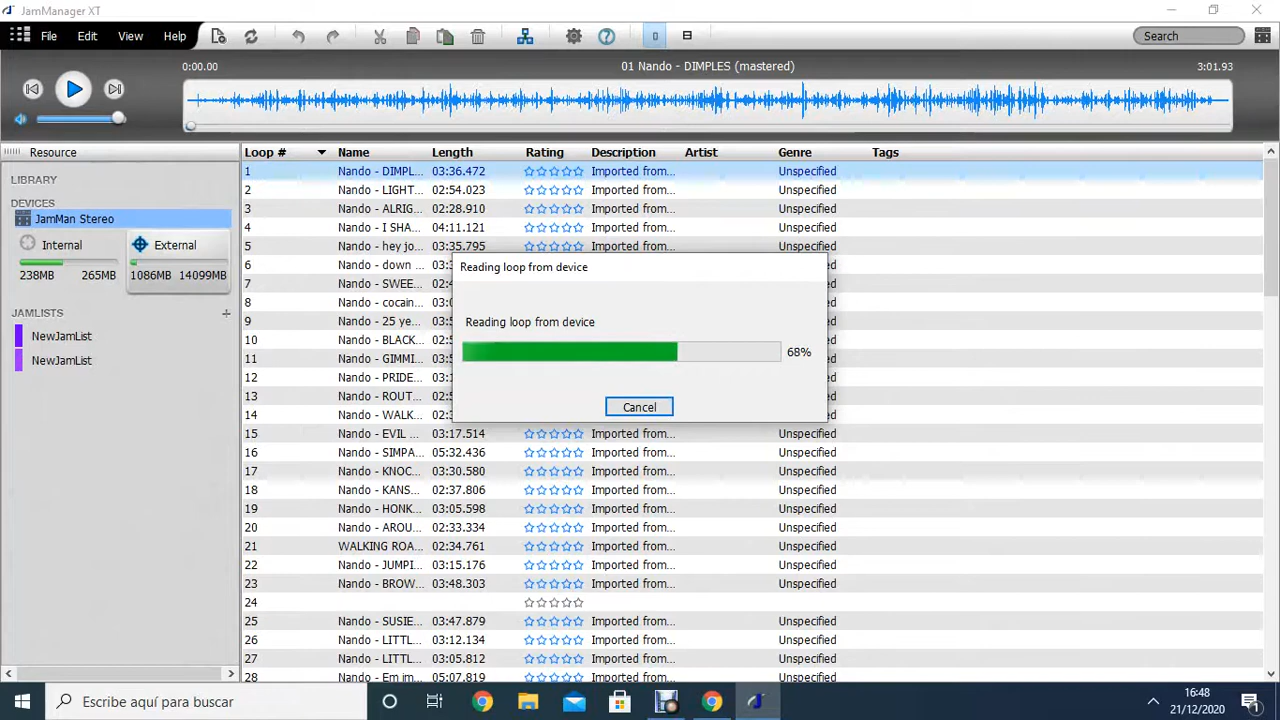 JamManager XT
File Edit View Help Search
0:00.00 01 Nando - DIMPLES (mastered) 3:01.93
Resource
LIBRARY
DEVICES
JamMan Stereo
Internal External
238MB 265MB 1086MB 14099MB
JAMLISTS +
NewJamList
NewJamList
Loop # Name Length Rating Description Artist Genre Tags
1 Nando - DIMPL... 03:36.472 Imported from... Unspecified
2 Nando - LIGHT... 02:54.023 Imported from... Unspecified
3 Nando - ALRIG... 02:28.910 Imported from... Unspecified
4 Nando - I SHA... 04:11.121 Imported from... Unspecified
5 Nando - hey jo... 03:35.795 Imported from... Unspecified
6 Nando - down
7 Nando - SWEE...
8 Nando - cocain
9 Nando - 25 ye...
10 Nando - BLACK
11 Nando - GIMMI
12 Nando - PRIDE
13 Nando - ROUT...
14 Nando - WALK
Reading loop from device
Reading loop from device
68%
Cancel
15 Nando - EVIL ... 03:17.514 Imported from... Unspecified
16 Nando - SIMPA... 05:32.436 Imported from... Unspecified
17 Nando - KNOC... 03:30.580 Imported from... Unspecified
18 Nando - KANS... 02:37.806 Imported from... Unspecified
19 Nando - HONK... 03:05.598 Imported from... Unspecified
20 Nando - AROU... 02:33.334 Imported from... Unspecified
21 WALKING ROA... 02:34.761 Imported from... Unspecified
22 Nando - JUMPI... 03:15.176 Imported from... Unspecified
23 Nando - BROW... 03:48.303 Imported from... Unspecified
24
25 Nando - SUSIE... 03:47.879 Imported from... Unspecified
26 Nando - LITTL... 03:12.134 Imported from... Unspecified
27 Nando - LITTL... 03:05.812 Imported from... Unspecified
28 Nando - Em im... 05:07.819 Imported from... Unspecified
Escribe aquí para buscar
16:48
21/12/2020
1